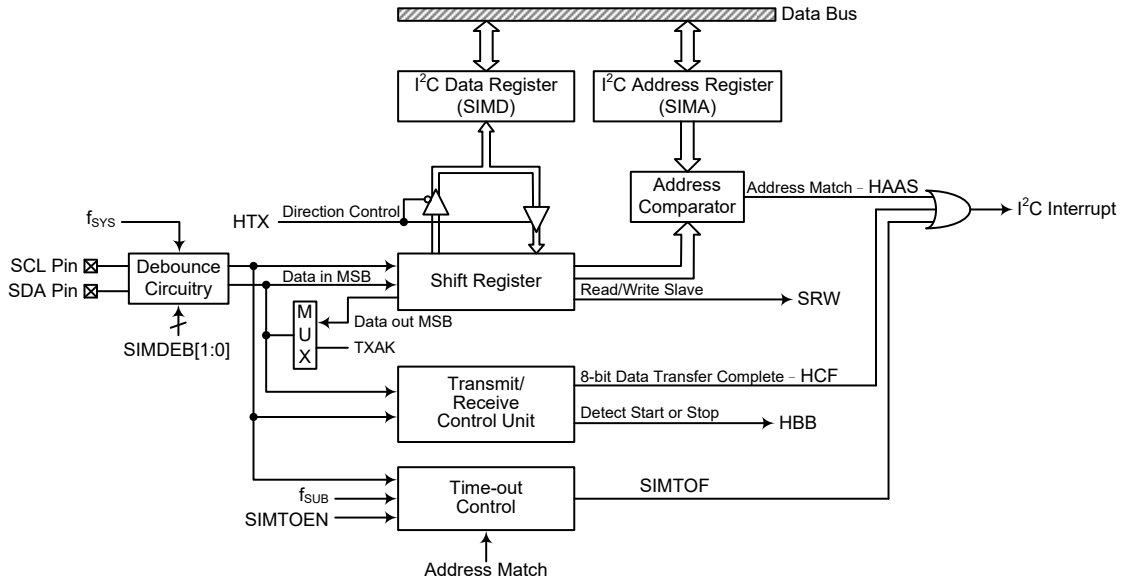 Data Bus
I²C Data Register
(SIMD)
I²C Address Register
(SIMA)
Address
Comparator
Address Match - HAAS
I²C Interrupt
HTX
Direction Control
fSYS
SCL Pin
SDA Pin
Debounce
Circuitry
SIMDEB[1:0]
Data in MSB
Shift Register
Read/Write Slave
SRW
M
U
X
Data out MSB
TXAK
Transmit/
Receive
Control Unit
8-bit Data Transfer Complete - HCF
Detect Start or Stop
HBB
Time-out
Control
SIMTOF
fSUB
SIMTOEN
Address Match